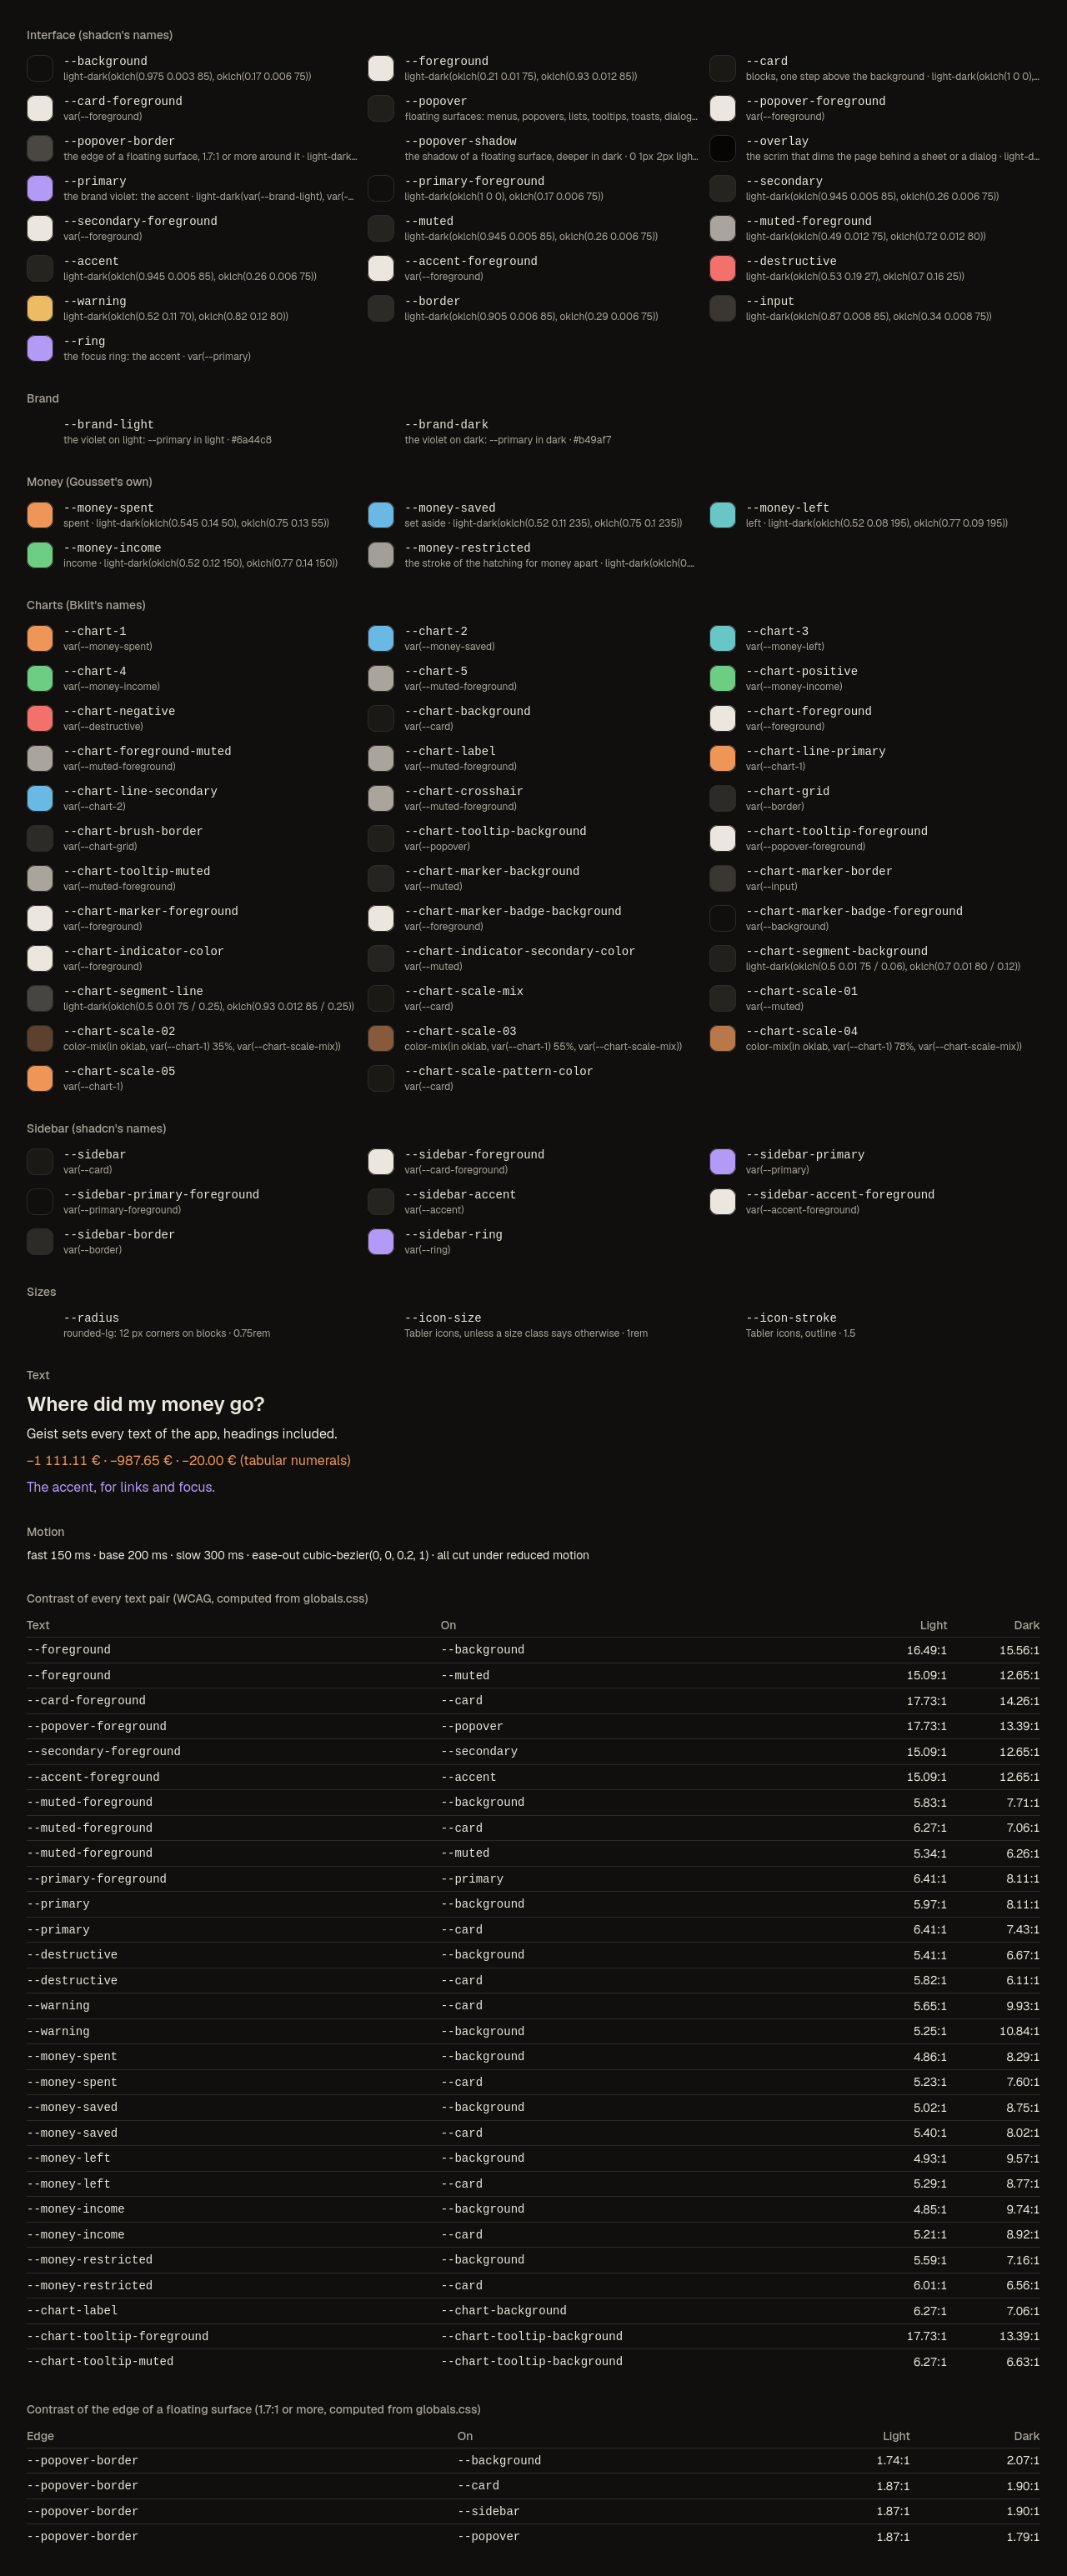 Interface (shadcn's names)
--background
light-dark(oklch(0.975 0.003 85), oklch(0.17 0.006 75))
--foreground
light-dark(oklch(0.21 0.01 75), oklch(0.93 0.012 85))
--card
blocks, one step above the background · light-dark(oklch(1 0 0),…
--card-foreground
var(--foreground)
--popover
floating surfaces: menus, popovers, lists, tooltips, toasts, dialog…
--popover-foreground
var(--foreground)
--popover-border
the edge of a floating surface, 1.7:1 or more around it · light-dark…
--popover-shadow
the shadow of a floating surface, deeper in dark · 0 1px 2px ligh…
--overlay
the scrim that dims the page behind a sheet or a dialog · light-d…
--primary
the brand violet: the accent · light-dark(var(--brand-light), var(-…
--primary-foreground
light-dark(oklch(1 0 0), oklch(0.17 0.006 75))
--secondary
light-dark(oklch(0.945 0.005 85), oklch(0.26 0.006 75))
--secondary-foreground
var(--foreground)
--muted
light-dark(oklch(0.945 0.005 85), oklch(0.26 0.006 75))
--muted-foreground
light-dark(oklch(0.49 0.012 75), oklch(0.72 0.012 80))
--accent
light-dark(oklch(0.945 0.005 85), oklch(0.26 0.006 75))
--accent-foreground
var(--foreground)
--destructive
light-dark(oklch(0.53 0.19 27), oklch(0.7 0.16 25))
--warning
light-dark(oklch(0.52 0.11 70), oklch(0.82 0.12 80))
--border
light-dark(oklch(0.905 0.006 85), oklch(0.29 0.006 75))
--input
light-dark(oklch(0.87 0.008 85), oklch(0.34 0.008 75))
--ring
the focus ring: the accent · var(--primary)
Brand
--brand-light
the violet on light: --primary in light · #6a44c8
--brand-dark
the violet on dark: --primary in dark · #b49af7
Money (Gousset's own)
--money-spent
spent · light-dark(oklch(0.545 0.14 50), oklch(0.75 0.13 55))
--money-saved
set aside · light-dark(oklch(0.52 0.11 235), oklch(0.75 0.1 235))
--money-left
left · light-dark(oklch(0.52 0.08 195), oklch(0.77 0.09 195))
--money-income
income · light-dark(oklch(0.52 0.12 150), oklch(0.77 0.14 150))
--money-restricted
the stroke of the hatching for money apart · light-dark(oklch(0.…
Charts (Bklit's names)
--chart-1
var(--money-spent)
--chart-2
var(--money-saved)
--chart-3
var(--money-left)
--chart-4
var(--money-income)
--chart-5
var(--muted-foreground)
--chart-positive
var(--money-income)
--chart-negative
var(--destructive)
--chart-background
var(--card)
--chart-foreground
var(--foreground)
--chart-foreground-muted
var(--muted-foreground)
--chart-label
var(--muted-foreground)
--chart-line-primary
var(--chart-1)
--chart-line-secondary
var(--chart-2)
--chart-crosshair
var(--muted-foreground)
--chart-grid
var(--border)
--chart-brush-border
var(--chart-grid)
--chart-tooltip-background
var(--popover)
--chart-tooltip-foreground
var(--popover-foreground)
--chart-tooltip-muted
var(--muted-foreground)
--chart-marker-background
var(--muted)
--chart-marker-border
var(--input)
--chart-marker-foreground
var(--foreground)
--chart-marker-badge-background
var(--foreground)
--chart-marker-badge-foreground
var(--background)
--chart-indicator-color
var(--foreground)
--chart-indicator-secondary-color
var(--muted)
--chart-segment-background
light-dark(oklch(0.5 0.01 75 / 0.06), oklch(0.7 0.01 80 / 0.12))
--chart-segment-line
light-dark(oklch(0.5 0.01 75 / 0.25), oklch(0.93 0.012 85 / 0.25))
--chart-scale-mix
var(--card)
--chart-scale-01
var(--muted)
--chart-scale-02
color-mix(in oklab, var(--chart-1) 35%, var(--chart-scale-mix))
--chart-scale-03
color-mix(in oklab, var(--chart-1) 55%, var(--chart-scale-mix))
--chart-scale-04
color-mix(in oklab, var(--chart-1) 78%, var(--chart-scale-mix))
--chart-scale-05
var(--chart-1)
--chart-scale-pattern-color
var(--card)
Sidebar (shadcn's names)
--sidebar
var(--card)
--sidebar-foreground
var(--card-foreground)
--sidebar-primary
var(--primary)
--sidebar-primary-foreground
var(--primary-foreground)
--sidebar-accent
var(--accent)
--sidebar-accent-foreground
var(--accent-foreground)
--sidebar-border
var(--border)
--sidebar-ring
var(--ring)
Sizes
--radius
rounded-lg: 12 px corners on blocks · 0.75rem
--icon-size
Tabler icons, unless a size class says otherwise · 1rem
--icon-stroke
Tabler icons, outline · 1.5
Text
Where did my money go?
Geist sets every text of the app, headings included.
−1 111.11 € · −987.65 € · −20.00 € (tabular numerals)
The accent, for links and focus.
Motion
fast 150 ms · base 200 ms · slow 300 ms · ease-out cubic-bezier(0, 0, 0.2, 1) · all cut under reduced motion
Contrast of every text pair (WCAG, computed from globals.css)
Text On Light Dark
--foreground --background 16.49:1 15.56:1
--foreground --muted 15.09:1 12.65:1
--card-foreground --card 17.73:1 14.26:1
--popover-foreground --popover 17.73:1 13.39:1
--secondary-foreground --secondary 15.09:1 12.65:1
--accent-foreground --accent 15.09:1 12.65:1
--muted-foreground --background 5.83:1 7.71:1
--muted-foreground --card 6.27:1 7.06:1
--muted-foreground --muted 5.34:1 6.26:1
--primary-foreground --primary 6.41:1 8.11:1
--primary --background 5.97:1 8.11:1
--primary --card 6.41:1 7.43:1
--destructive --background 5.41:1 6.67:1
--destructive --card 5.82:1 6.11:1
--warning --card 5.65:1 9.93:1
--warning --background 5.25:1 10.84:1
--money-spent --background 4.86:1 8.29:1
--money-spent --card 5.23:1 7.60:1
--money-saved --background 5.02:1 8.75:1
--money-saved --card 5.40:1 8.02:1
--money-left --background 4.93:1 9.57:1
--money-left --card 5.29:1 8.77:1
--money-income --background 4.85:1 9.74:1
--money-income --card 5.21:1 8.92:1
--money-restricted --background 5.59:1 7.16:1
--money-restricted --card 6.01:1 6.56:1
--chart-label --chart-background 6.27:1 7.06:1
--chart-tooltip-foreground --chart-tooltip-background 17.73:1 13.39:1
--chart-tooltip-muted --chart-tooltip-background 6.27:1 6.63:1
Contrast of the edge of a floating surface (1.7:1 or more, computed from globals.css)
Edge On Light Dark
--popover-border --background 1.74:1 2.07:1
--popover-border --card 1.87:1 1.90:1
--popover-border --sidebar 1.87:1 1.90:1
--popover-border --popover 1.87:1 1.79:1